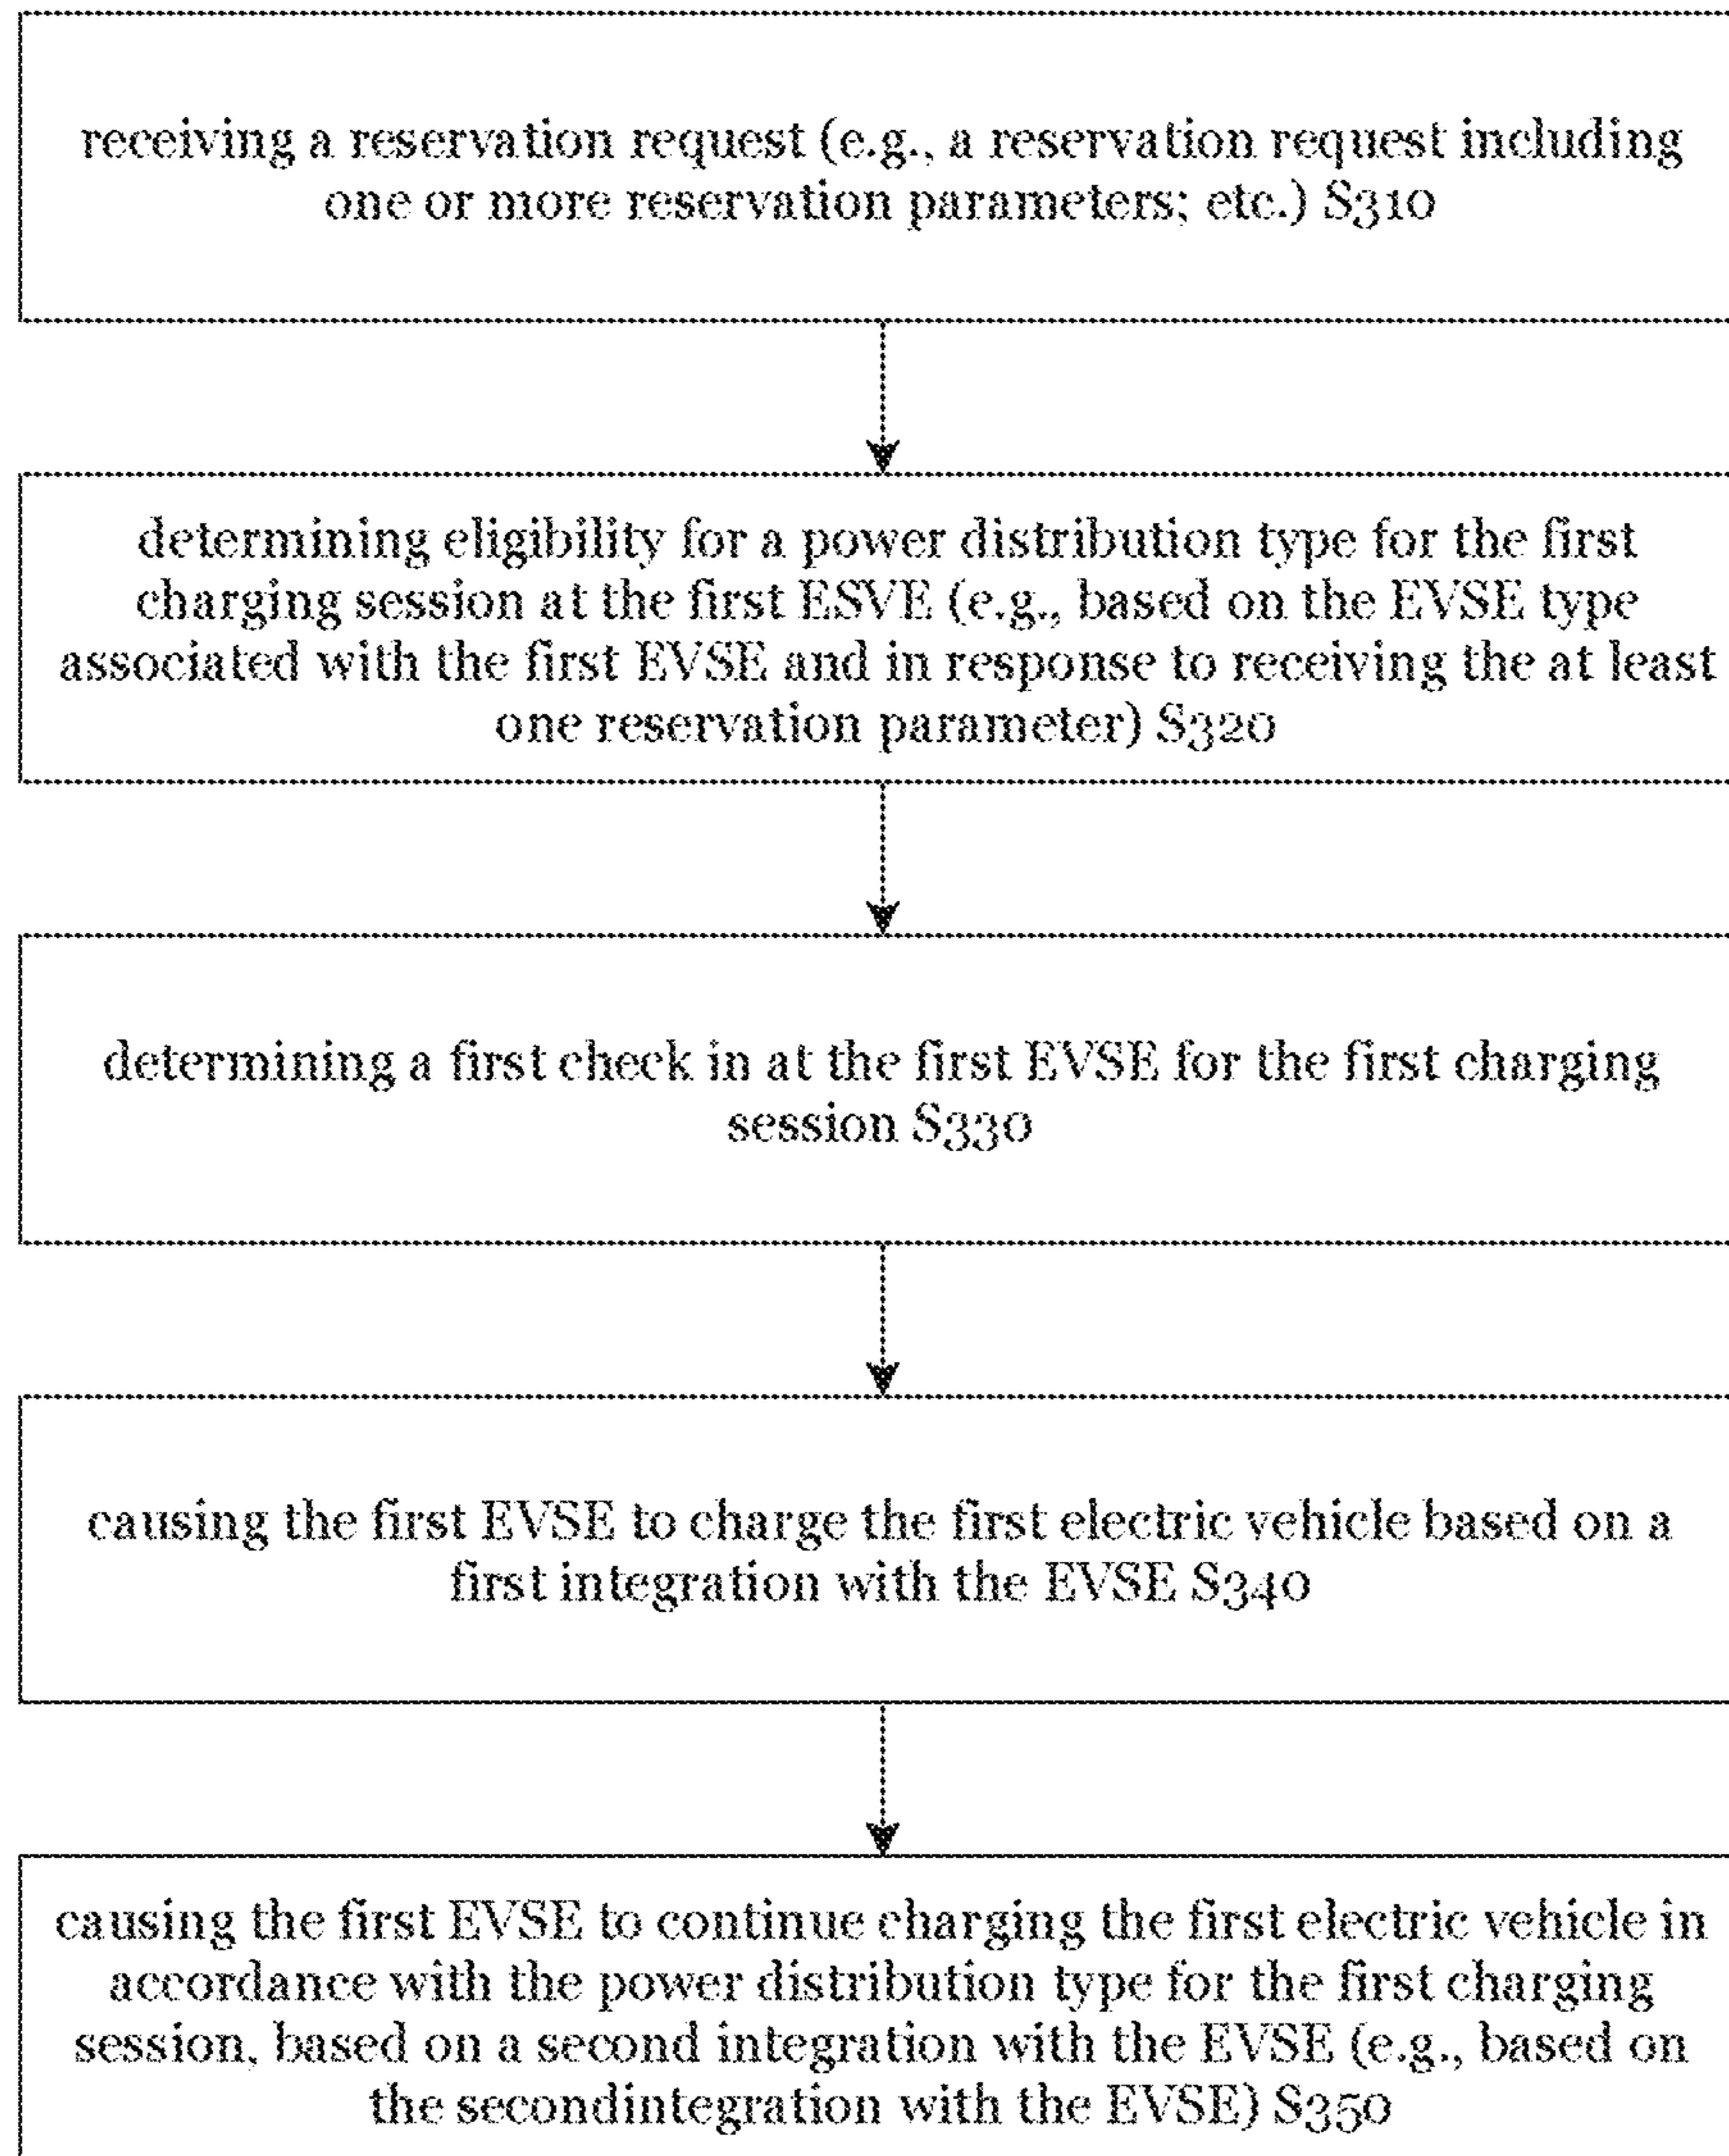 receiving a reservation request (e.g., a reservation request including
one or more reservation parameters; etc.) S310
determining eligibility for a power distribution type for the first
charging session at the first ESVE (e.g., based on the EVSE type
associated with the first EVSE and in response to receiving the at least
one reservation parameter) S320
determining a first check in at the first EVSE for the first charging
session S330
causing the first EVSE to charge the first electric vehicle based on a
first integration with the EVSE S340
causing the first EVSE to continue charging the first electric vehicle in
accordance with the power distribution type for the first charging
session, based on a second integration with the EVSE (e.g., based on
the secondintegration with the EVSE) S350